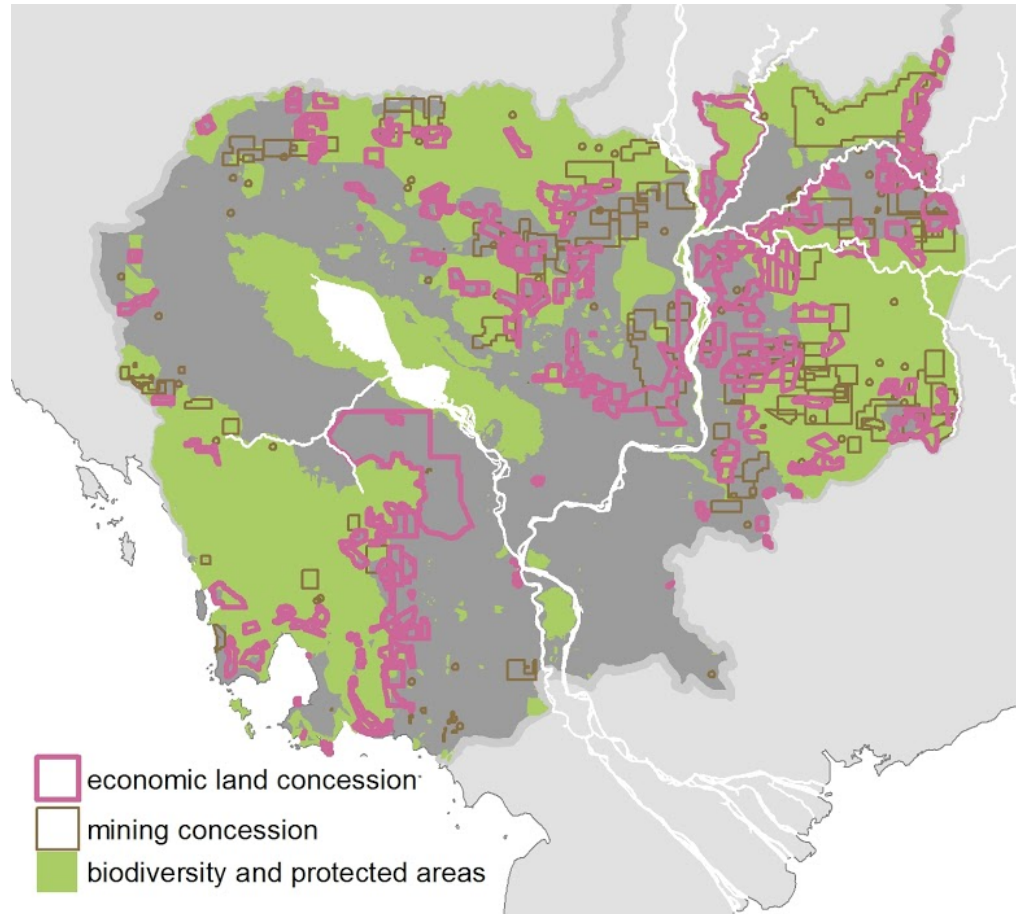 economic land concession
mining concession
biodiversity and protected areas